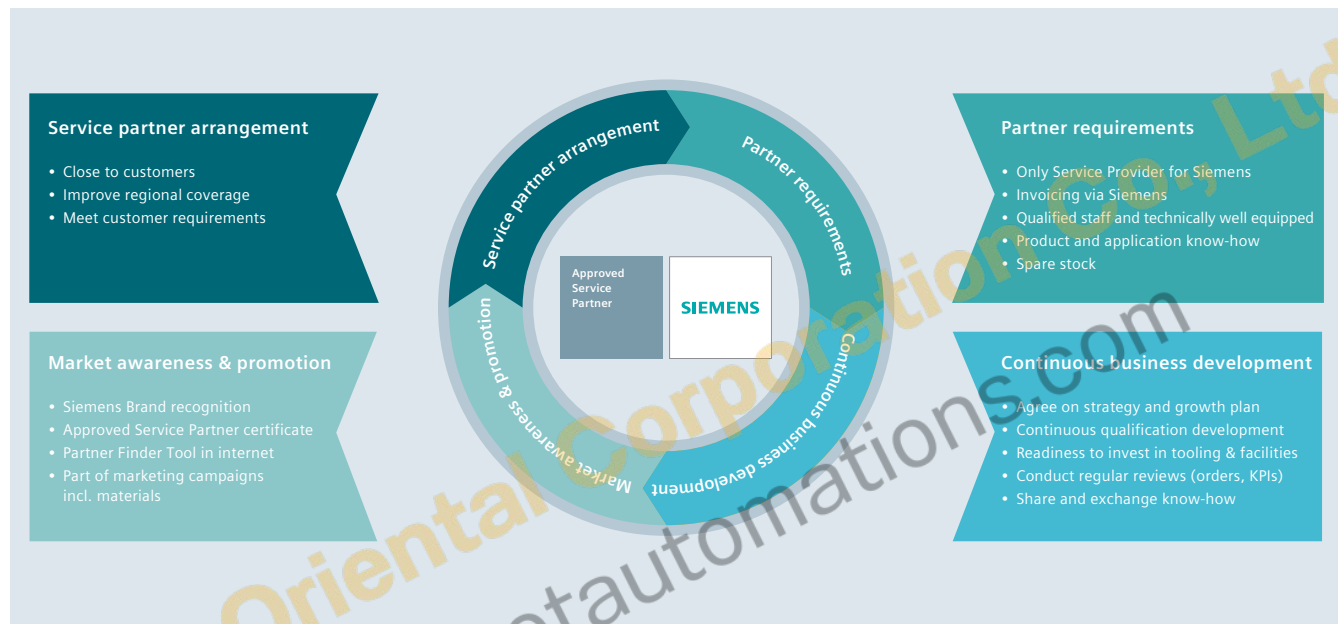 Service partner arrangement
• Close to customers
• Improve regional coverage
• Meet customer requirements
Market awareness & promotion
• Siemens Brand recognition
• Approved Service Partner certificate
• Partner Finder Tool in internet
• Part of marketing campaigns
incl. materials
Service partner arrangement
Partner requirements
Continuous business development
Market awareness & promotion
Approved
Service
Partner
SIEMENS
Partner requirements
• Only Service Provider for Siemens
• Invoicing via Siemens
• Qualified staff and technically well equipped
• Product and application know-how
• Spare stock
Continuous business development
• Agree on strategy and growth plan
• Continuous qualification development
• Readiness to invest in tooling & facilities
• Conduct regular reviews (orders, KPIs)
• Share and exchange know-how
Oriental Corporation Co., Ltd
otautomations.com